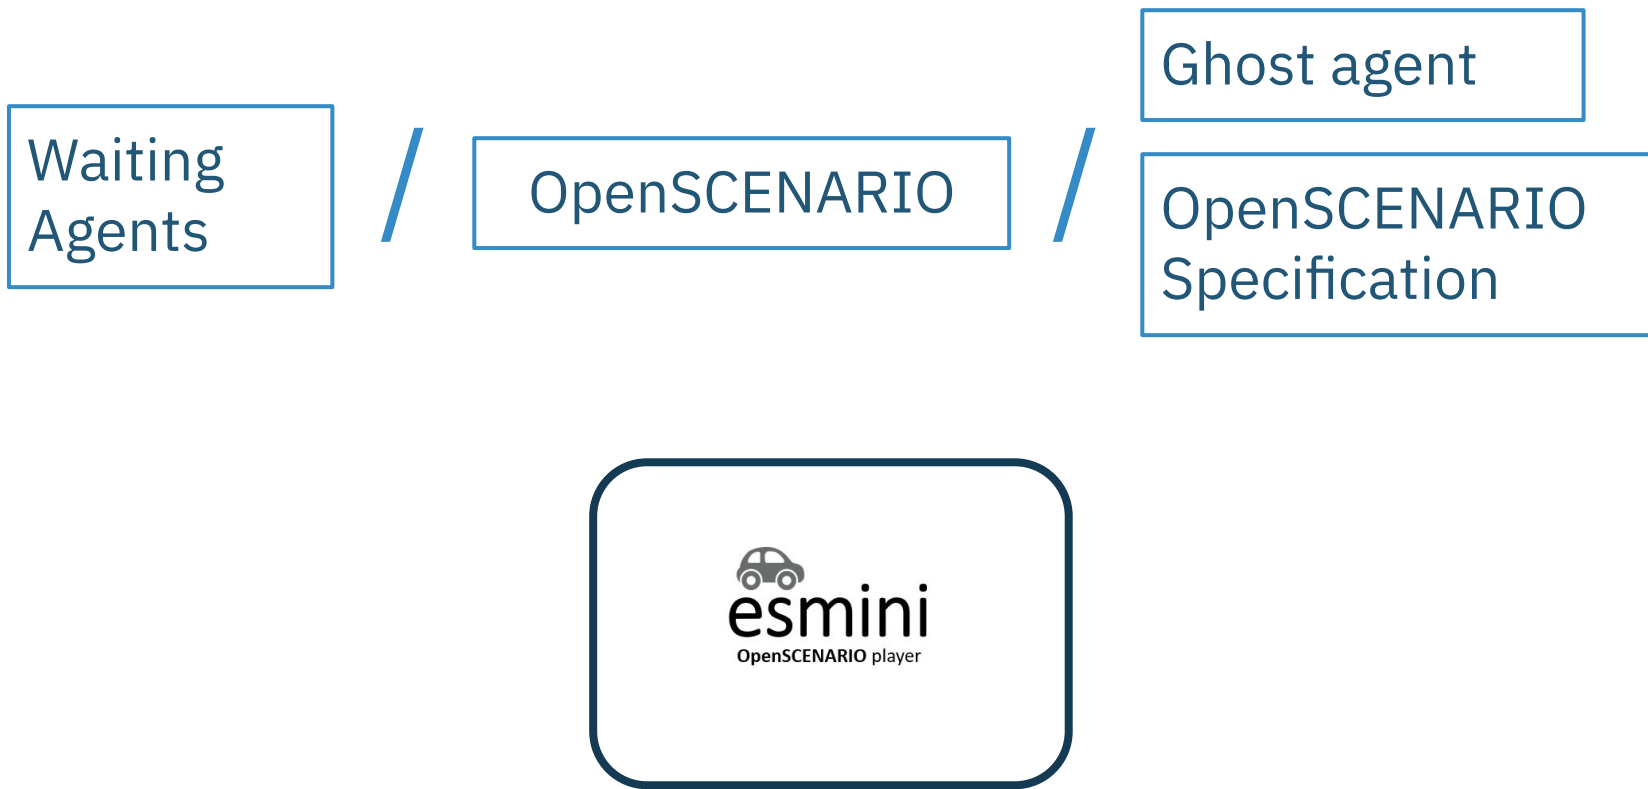 Waiting
Agents
/
OpenSCENARIO
/
Ghost agent
OpenSCENARIO
Specification
esmini
OpenSCENARIO player